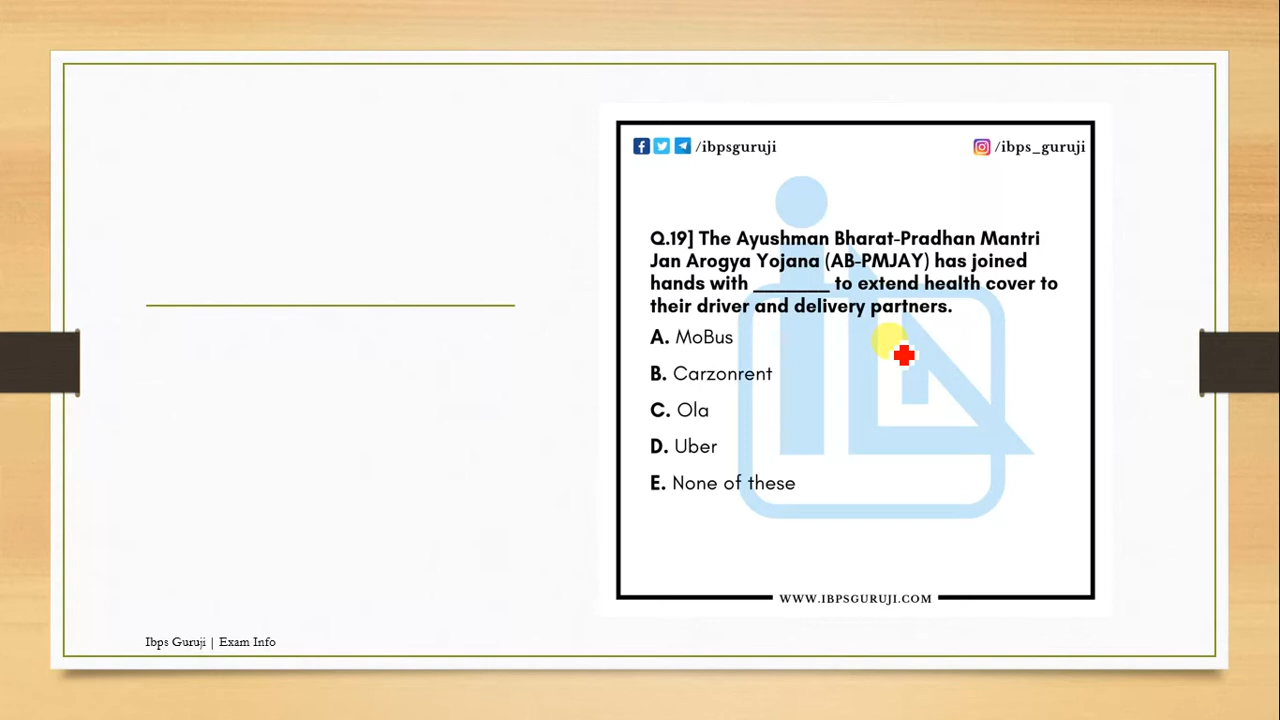 /ibpsguruji
/ibps_guruji
Q.19] The Ayushman Bharat-Pradhan Mantri
Jan Arogya Yojana (AB-PMJAY) has joined
hands with ________ to extend health cover to
their driver and delivery partners.
A. MoBus
B. Carzonrent
C. Ola
D. Uber
E. None of these
WWW.IBPSGURUJI.COM
Ibps Guruji | Exam Info